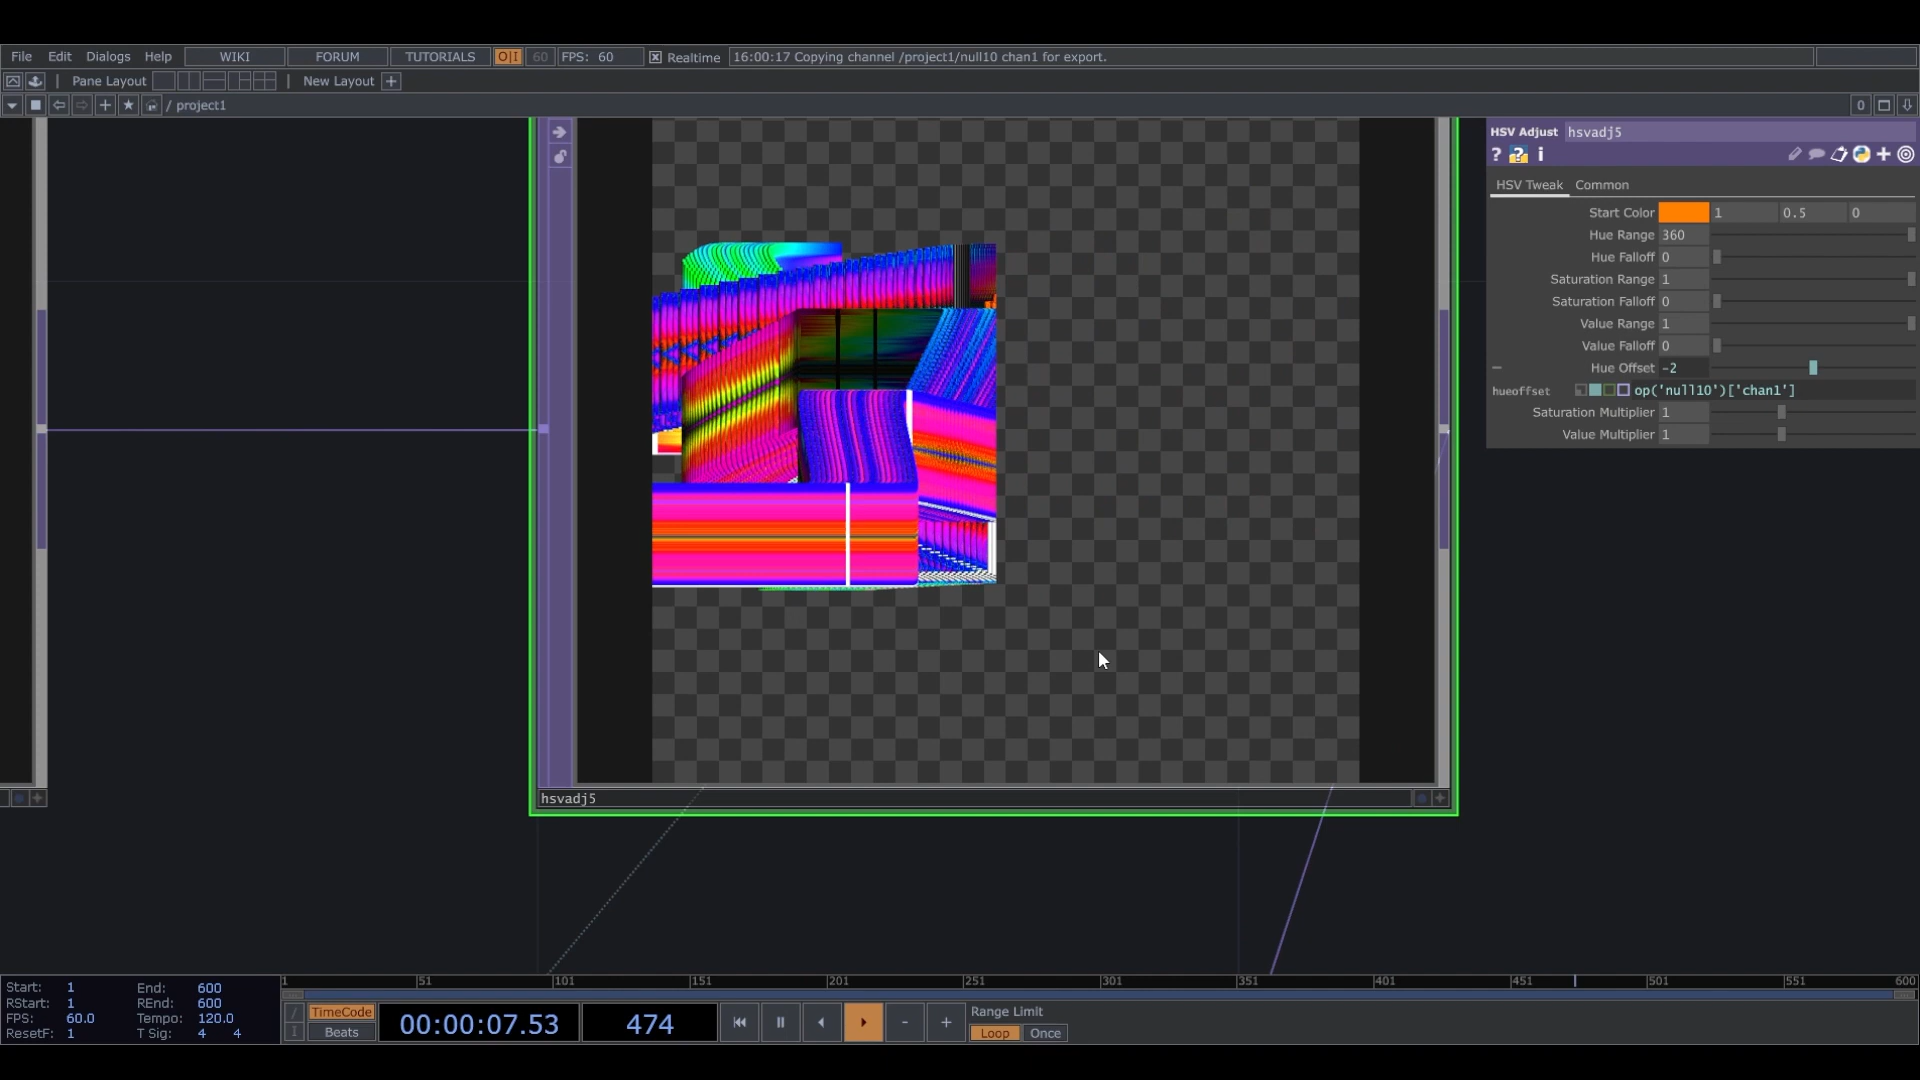 File Edit Dialogs Help WIKI FORUM TUTORIALS O|I 60 FPS: 60 Realtime 16:00:17 Copying channel /project1/null10 chan1 for export.
Pane Layout New Layout +
/ project1 0
HSV Adjust hsvadj5
? ? i
HSV Tweak Common
Start Color 1 0.5 0
Hue Range 360
Hue Falloff 0
Saturation Range 1
Saturation Falloff 0
Value Range 1
Value Falloff 0
Hue Offset -2
hueoffset op('null10')['chan1']
Saturation Multiplier 1
Value Multiplier 1
hsvadj5
1 51 101 151 201 251 301 351 401 451 501 551 600
Start: 1 End: 600
RStart: 1 REnd: 600
FPS: 60.0 Tempo: 120.0
ResetF: 1 T Sig: 4 4
TimeCode
Beats
00:00:07.53 474 - +
Range Limit
Loop Once